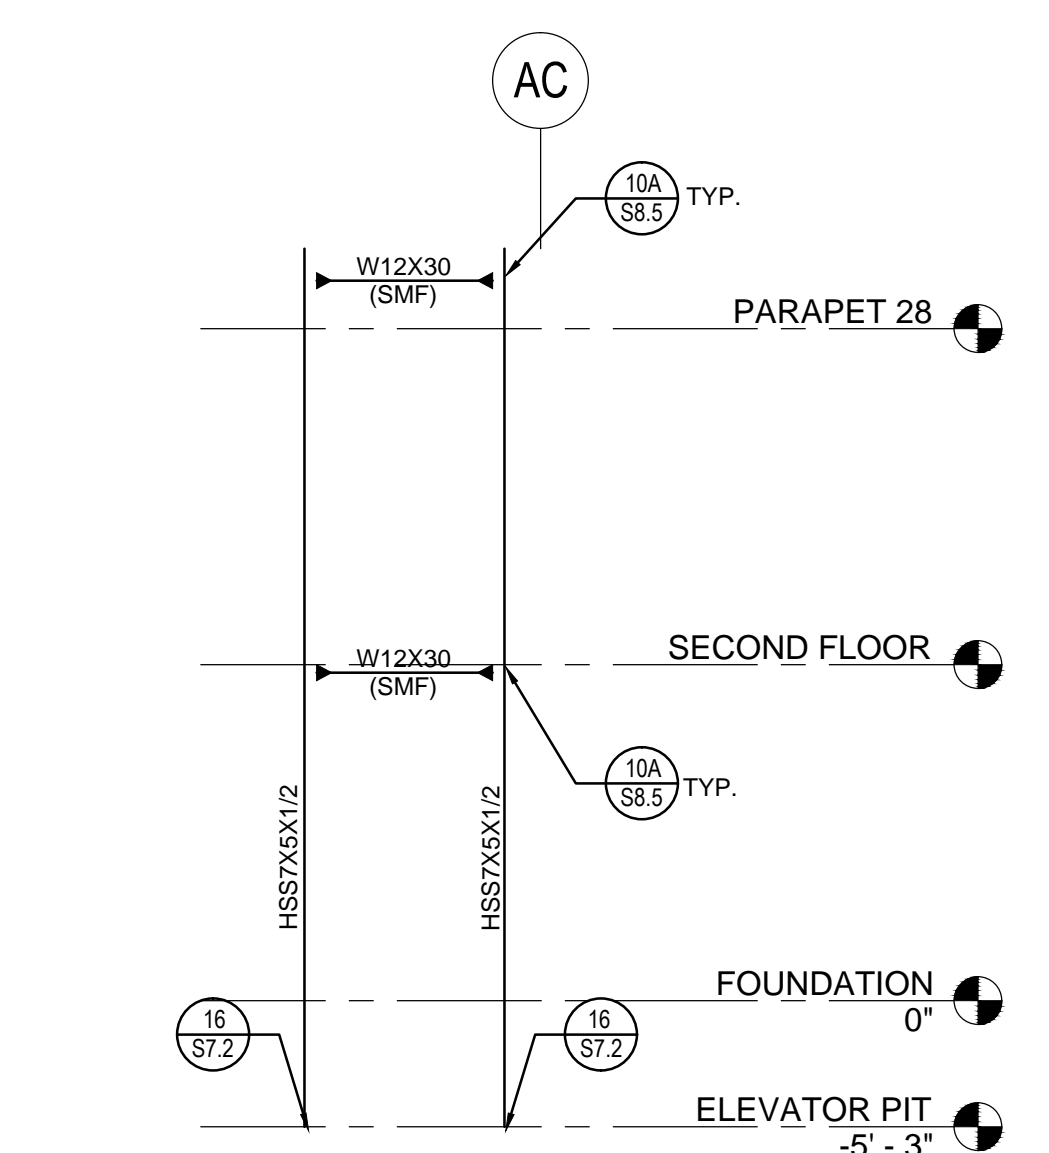 AC
10A
S8.5
TYP.
W12X30
(SMF)
PARAPET 28
SECOND FLOOR
W12X30
(SMF)
10A
S8.5
TYP.
HSS7X5X1/2
HSS7X5X1/2
FOUNDATION
0"
16
S7.2
16
S7.2
ELEVATOR PIT
-5' - 3"